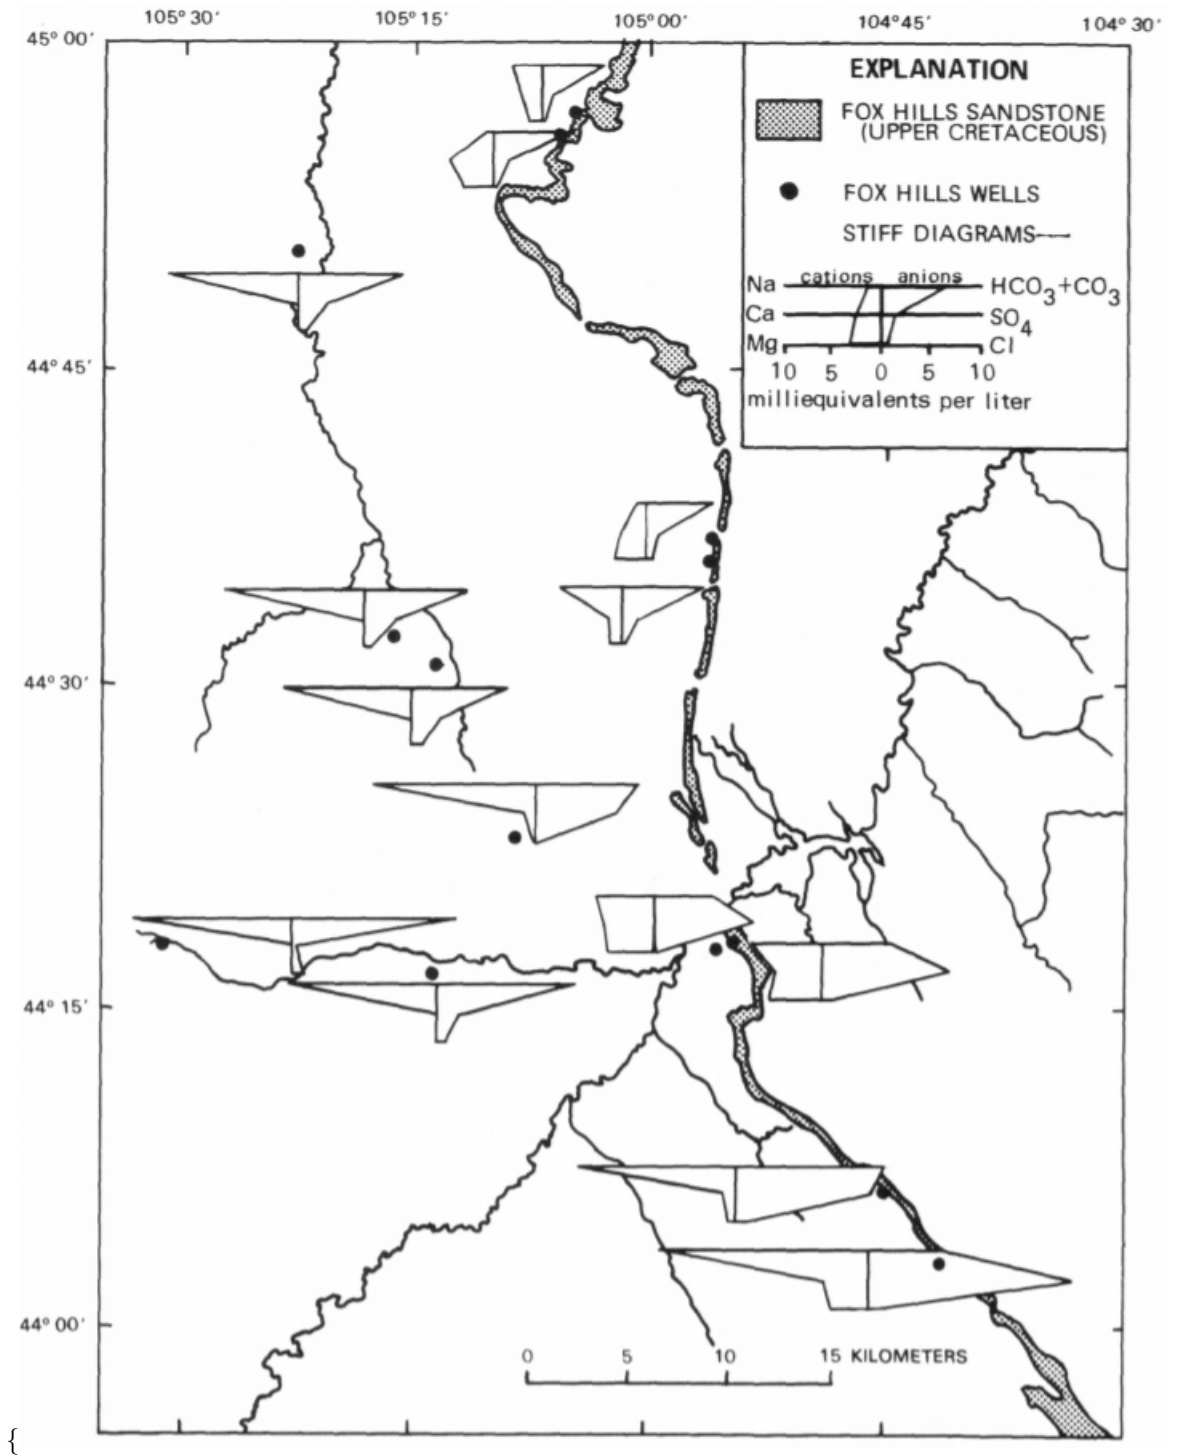 105° 30′ 105° 15′ 105° 00′ 104° 45′ 104° 30′
45° 00′
EXPLANATION
FOX HILLS SANDSTONE
(UPPER CRETACEOUS)
FOX HILLS WELLS
STIFF DIAGRAMS
cations anions
Na HCO3+CO3
Ca SO4
Mg Cl
10 5 0 5 10
milliequivalents per liter
44° 45′
44° 30′
44° 15′
44° 00′
0 5 10 15 KILOMETERS
{